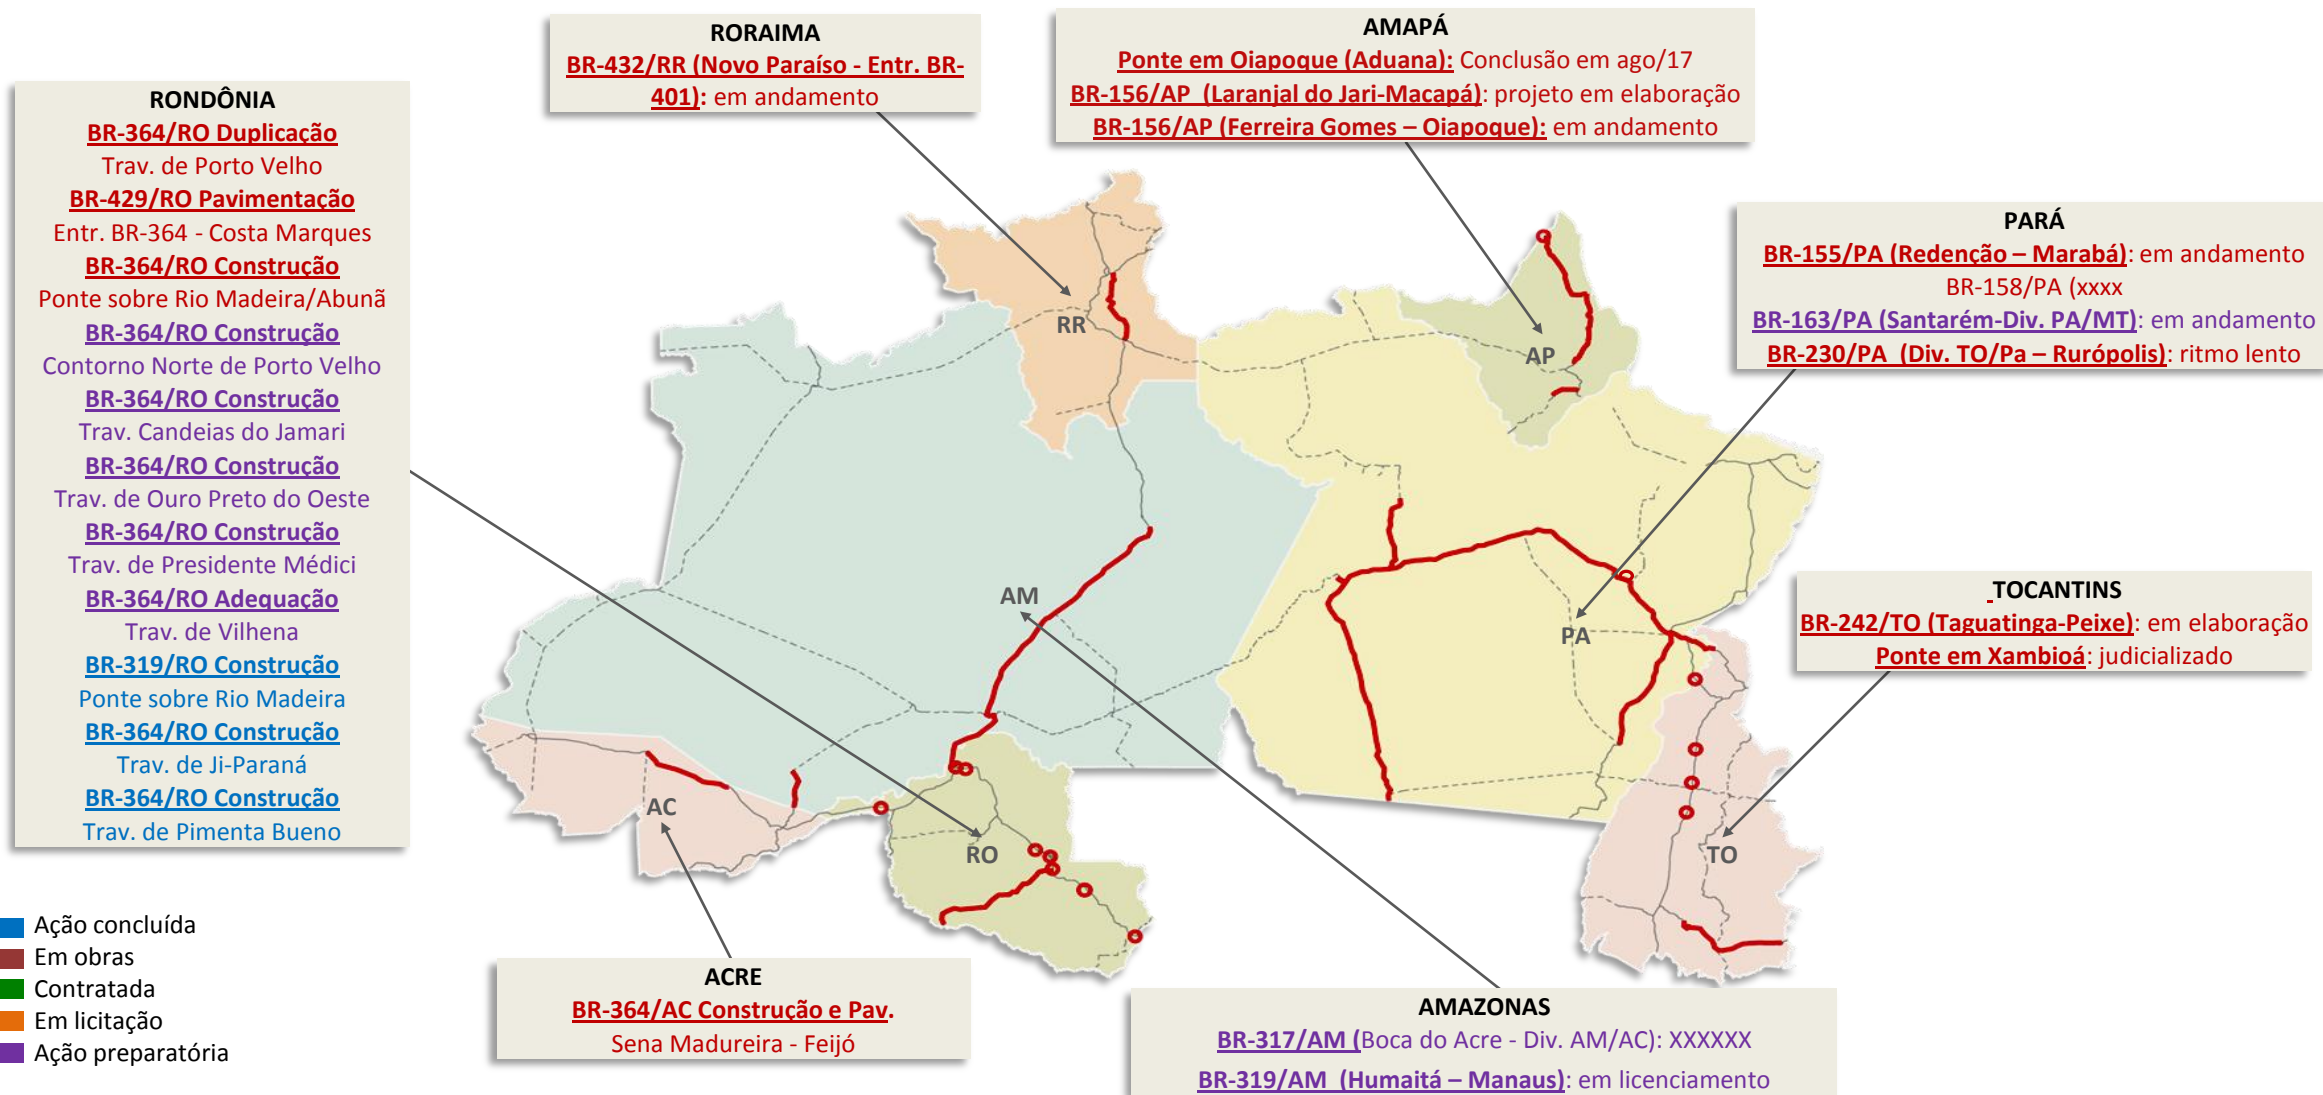 RORAIMA
BR-432/RR (Novo Paraíso - Entr. BR-
401): em andamento
AMAPÁ
Ponte em Oiapoque (Aduana): Conclusão em ago/17
BR-156/AP (Laranjal do Jari-Macapá): projeto em elaboração
BR-156/AP (Ferreira Gomes – Oiapoque): em andamento
RONDÔNIA
BR-364/RO Duplicação
Trav. de Porto Velho
BR-429/RO Pavimentação
Entr. BR-364 - Costa Marques
BR-364/RO Construção
Ponte sobre Rio Madeira/Abunã
BR-364/RO Construção
Contorno Norte de Porto Velho
BR-364/RO Construção
Trav. Candeias do Jamari
BR-364/RO Construção
Trav. de Ouro Preto do Oeste
BR-364/RO Construção
Trav. de Presidente Médici
BR-364/RO Adequação
Trav. de Vilhena
BR-319/RO Construção
Ponte sobre Rio Madeira
BR-364/RO Construção
Trav. de Ji-Paraná
BR-364/RO Construção
Trav. de Pimenta Bueno
PARÁ
BR-155/PA (Redenção – Marabá): em andamento
BR-158/PA (xxxx
BR-163/PA (Santarém-Div. PA/MT): em andamento
BR-230/PA (Div. TO/Pa – Rurópolis): ritmo lento
RR
AP
AM
PA
AC
RO
TO
TOCANTINS
BR-242/TO (Taguatinga-Peixe): em elaboração
Ponte em Xambioá: judicializado
Ação concluída
Em obras
Contratada
Em licitação
Ação preparatória
ACRE
BR-364/AC Construção e Pav.
Sena Madureira - Feijó
AMAZONAS
BR-317/AM (Boca do Acre - Div. AM/AC): XXXXXX
BR-319/AM (Humaitá – Manaus): em licenciamento